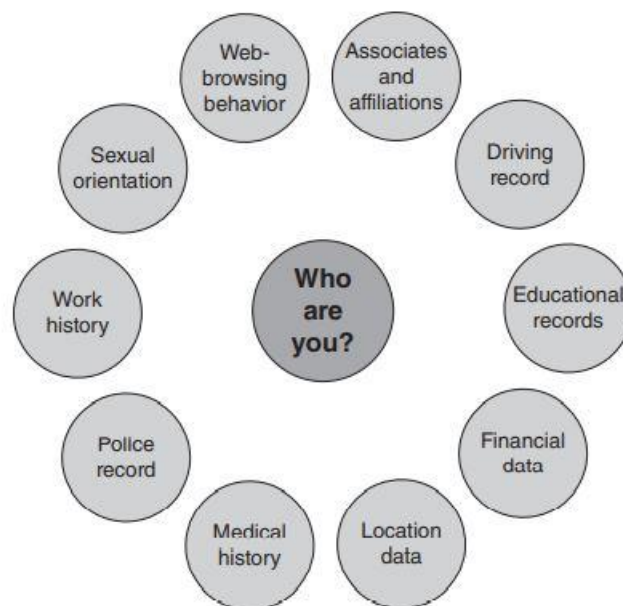 Web-
browsing
behavior
Associates
and
affiliations
Driving
record
Educational
records
Financial
data
Location
data
Medical
history
Police
record
Work
history
Sexual
orientation
Who
are
you?